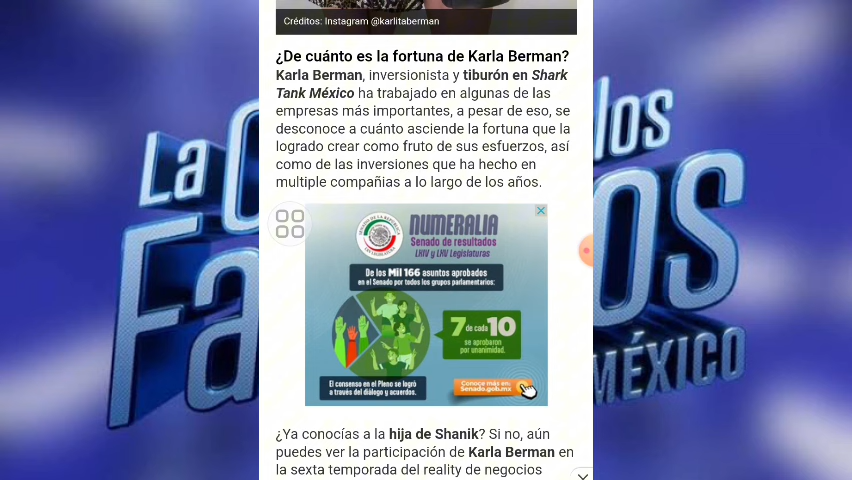 Créditos: Instagram @karlitaberman
¿De cuánto es la fortuna de Karla Berman?
Karla Berman, inversionista y tiburón en Shark
Tank México ha trabajado en algunas de las
empresas más importantes, a pesar de eso, se
desconoce a cuánto asciende la fortuna que la
logrado crear como fruto de sus esfuerzos, así
como de las inversiones que ha hecho en
multiple compañias a lo largo de los años.
NUMERALIA
Senado de resultados
LXIV y LXV Legislaturas
De los Mil 166 asuntos aprobados
en el Senado por todos los grupos parlamentarios:
7 de cada 10
se aprobaron
por unanimidad.
El consenso en el Pleno se logró
a través del diálogo y acuerdos.
Conoce más en:
Senado.gob.mx
¿Ya conocías a la hija de Shanik? Si no, aún
puedes ver la participación de Karla Berman en
la sexta temporada del reality de negocios
La
Fa
los
OS
MÉXICO